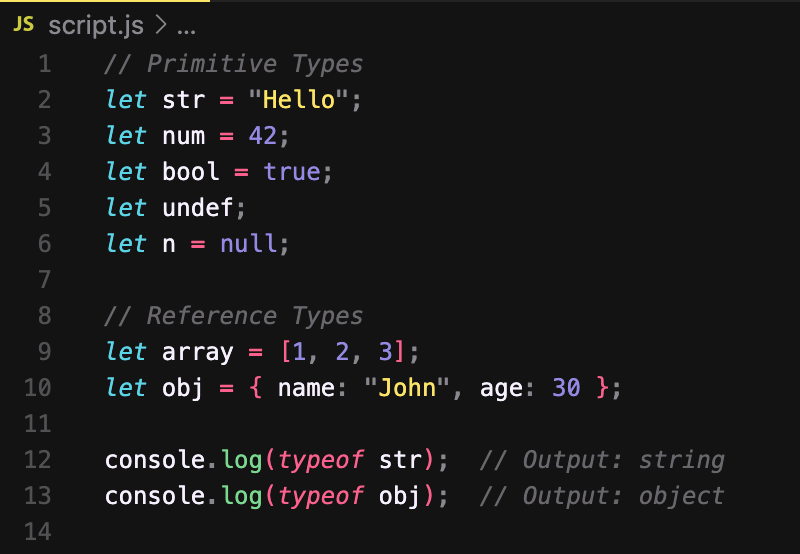 JS script.js > ...
1 // Primitive Types
2 let str = "Hello";
3 let num = 42;
4 let bool = true;
5 let undef;
6 let n = null;
7
8 // Reference Types
9 let array = [1, 2, 3];
10 let obj = { name: "John", age: 30 };
11
12 console.log(typeof str);  // Output: string
13 console.log(typeof obj);  // Output: object
14